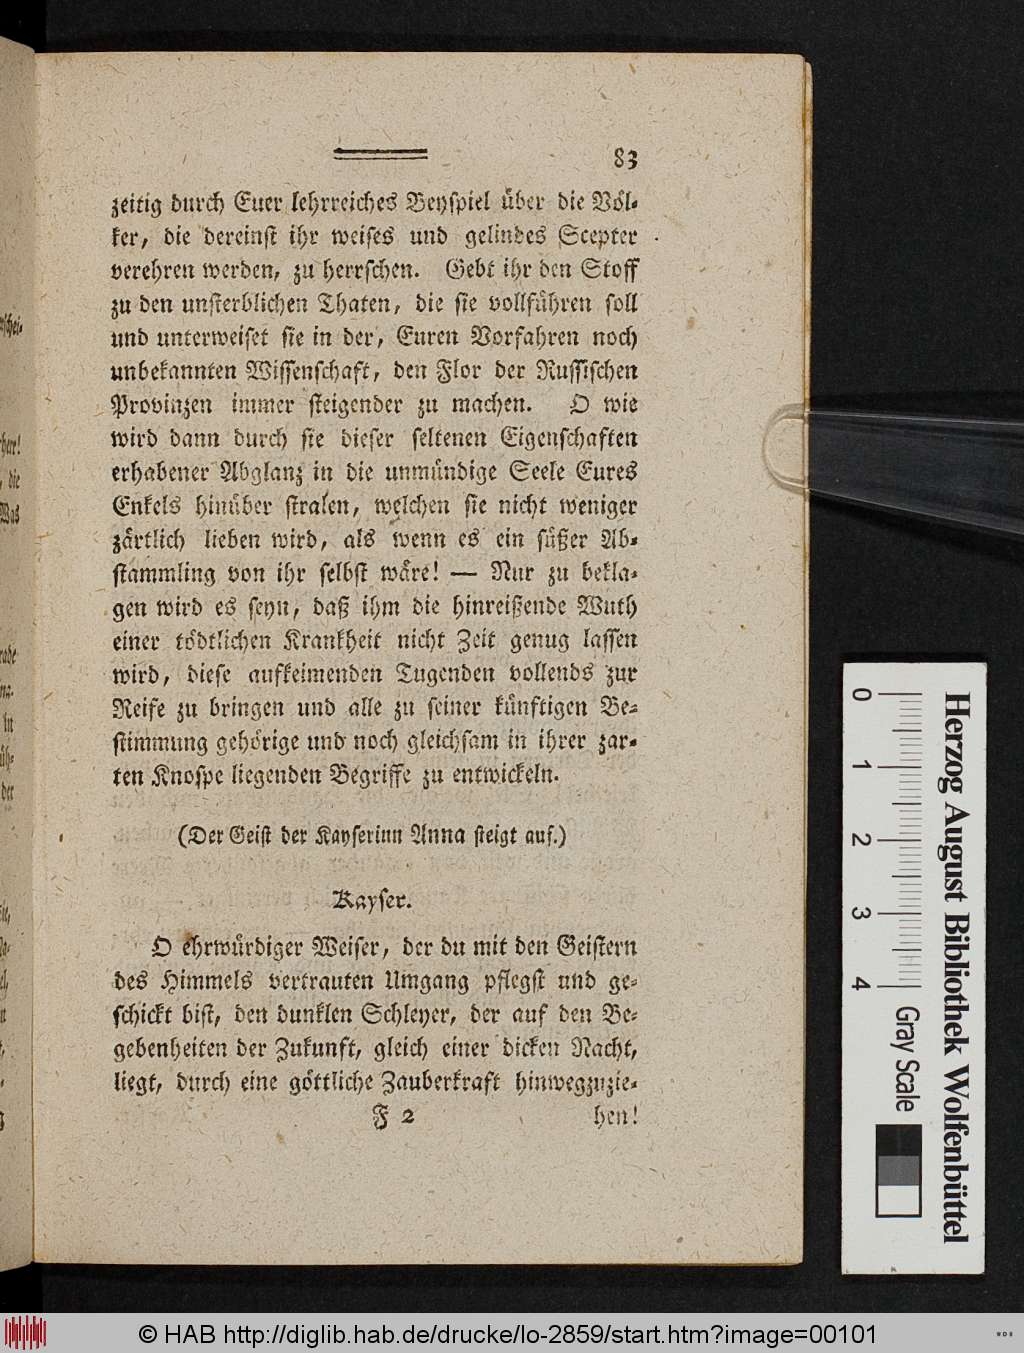 83
zeitig durch Euer lehrreiches Beyspiel über die Völ-
ker, die dereinst ihr weises und gelindes Scepter
verehren werden, zu herrschen. Gebt ihr den Stoff
zu den unsterblichen Thaten, die sie vollführen soll
und unterweiset sie in der, Euren Vorfahren noch
unbekannten Wissenschaft, den Flor der Russischen
Provinzen immer steigender zu machen. O wie
wird dann durch sie dieser seltenen Eigenschaften
erhabener Abglanz in die unmündige Seele Eures
Enkels hinüber stralen, welchen sie nicht weniger
zärtlich lieben wird, als wenn es ein süßer Ab-
stammling von ihr selbst wäre! — Nur zu bekla-
gen wird es seyn, daß ihm die hinreißende Wuth
einer tödtlichen Krankheit nicht Zeit genug lassen
wird, diese aufkeimenden Tugenden vollends zur
Reife zu bringen und alle zu seiner künftigen Be-
stimmung gehörige und noch gleichsam in ihrer zar-
ten Knospe liegenden Begriffe zu entwickeln.
(Der Geist der Kayserinn Anna steigt auf.)
Kayser.
O ehrwürdiger Weiser, der du mit den Geistern
des Himmels vertrauten Umgang pflegst und ge-
schickt bist, den dunklen Schleyer, der auf den Be-
gebenheiten der Zukunft, gleich einer dicken Nacht,
liegt, durch eine göttliche Zauberkraft hinwegzuzie-
F 2 hen!
0 1 2 3 4
Gray Scale
Herzog August Bibliothek Wolfenbüttel
© HAB http://diglib.hab.de/drucke/lo-2859/start.htm?image=00101